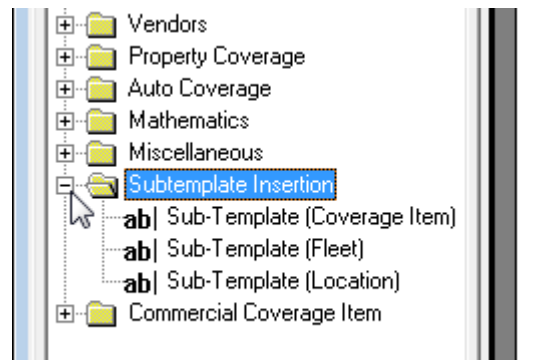 Vendors
Property Coverage
Auto Coverage
Mathematics
Miscellaneous
Subtemplate Insertion
ab| Sub-Template (Coverage Item)
ab| Sub-Template (Fleet)
ab| Sub-Template (Location)
Commercial Coverage Item